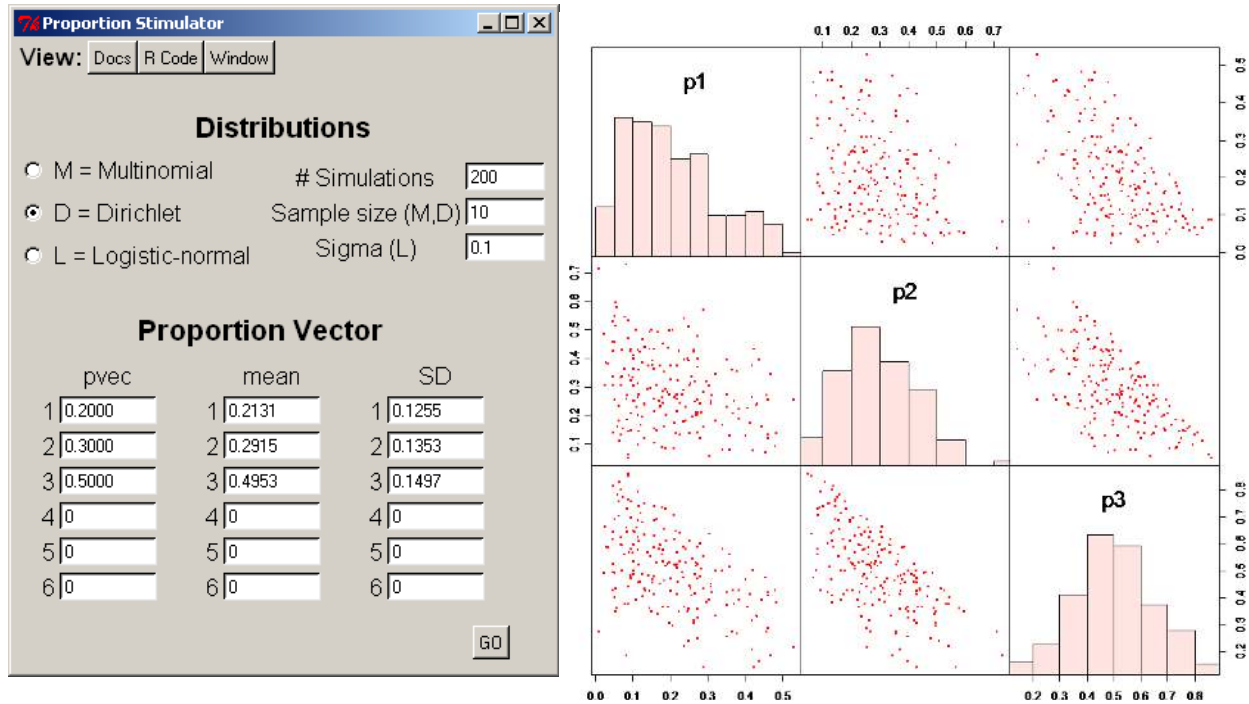 Proportion Stimulator
View: Docs R Code Window
Distributions
M = Multinomial
D = Dirichlet
L = Logistic-normal
# Simulations 200
Sample size (M,D) 10
Sigma (L) 0.1
Proportion Vector
pvec mean SD
1 0.2000 1 0.2131 1 0.1255
2 0.3000 2 0.2915 2 0.1353
3 0.5000 3 0.4953 3 0.1497
4 0 4 0 4 0
5 0 5 0 5 0
6 0 6 0 6 0
GO
0.1 0.2 0.3 0.4 0.5 0.6 0.7
p1
0.5
0.4
0.3
0.2
0.1
0.0
0.7
0.6
0.5
0.4
0.3
0.2
0.1
p2
p3
0.8
0.7
0.6
0.5
0.4
0.3
0.2
0.0 0.1 0.2 0.3 0.4 0.5
0.2 0.3 0.4 0.5 0.6 0.7 0.8